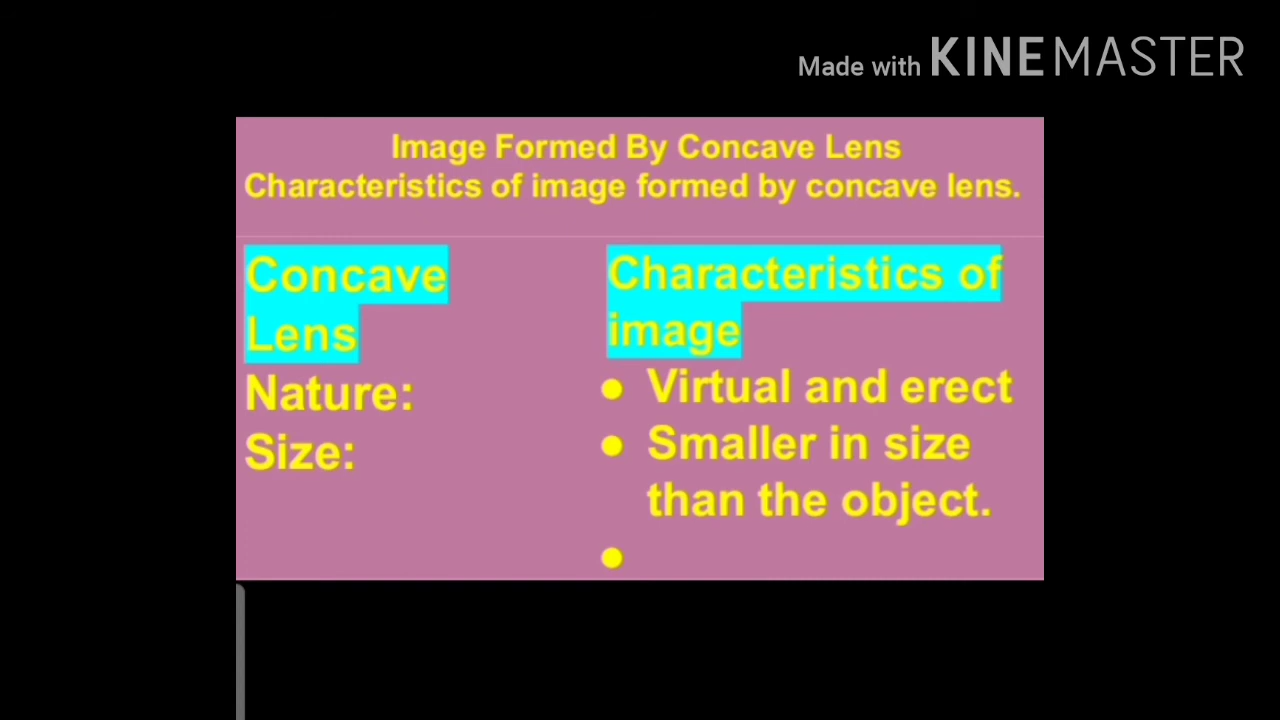 Made with KINEMASTER
Image Formed By Concave Lens
Characteristics of image formed by concave lens.
Concave
Lens
Nature:
Size:
Characteristics of
image
● Virtual and erect
● Smaller in size
than the object.
●